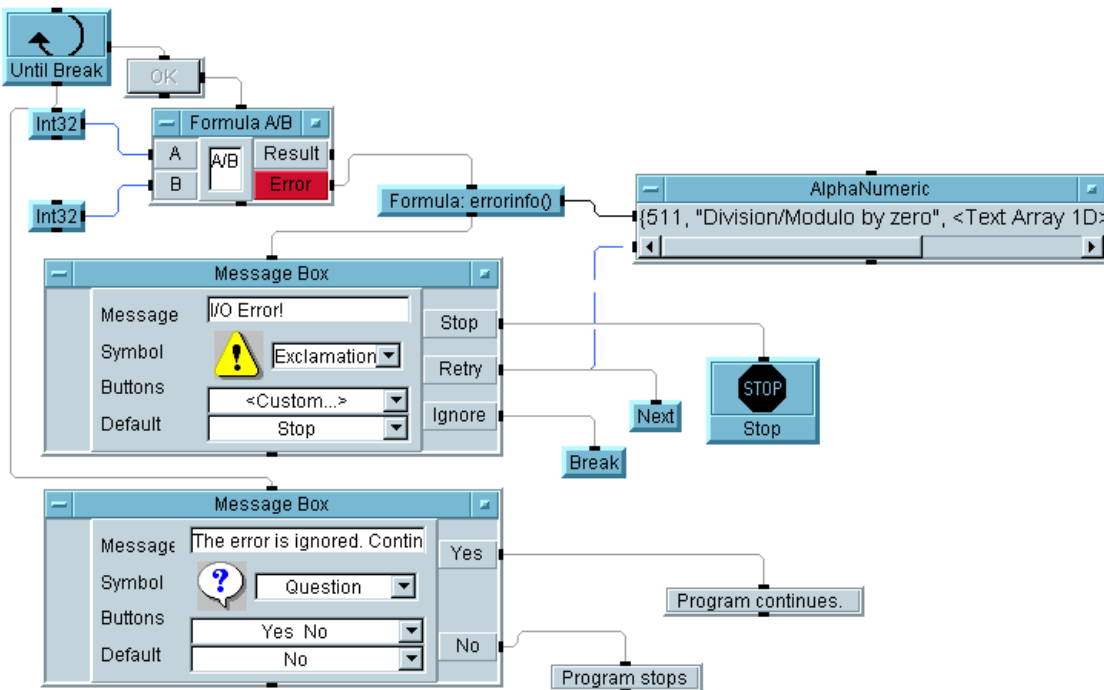 Until Break
OK
Int32
Formula A/B
A
A/B
Result
B
Error
Int32
Formula: errorinfo()
AlphaNumeric
{511, "Division/Modulo by zero", <Text Array 1D>
Message Box
Message
I/O Error!
Stop
Symbol
Exclamation
Retry
Buttons
<Custom...>
Ignore
Default
Stop
Next
STOP
Stop
Break
Message Box
Message
The error is ignored. Contin
Yes
Symbol
?
Question
Program continues.
Buttons
Yes No
No
Default
No
Program stops